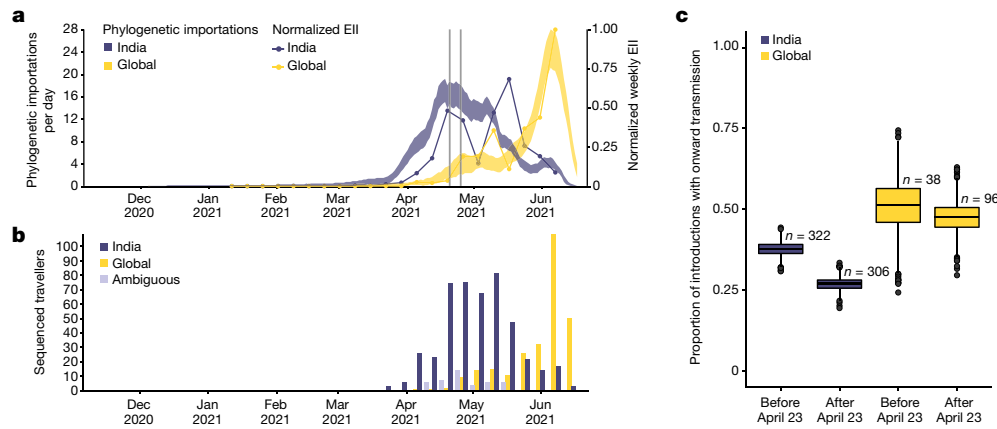 a
Phylogenetic importations
India
Global
Normalized EII
India
Global
Phylogenetic importations
per day
28
24
20
16
12
8
4
0
1.00
0.75
0.50
0.25
0
Normalized weekly EII
Dec 2020
Jan 2021
Feb 2021
Mar 2021
Apr 2021
May 2021
Jun 2021
b
India
Global
Ambiguous
Sequenced travellers
100
90
80
70
60
50
40
30
20
10
0
Dec 2020
Jan 2021
Feb 2021
Mar 2021
Apr 2021
May 2021
Jun 2021
c
India
Global
Proportion of introductions with onward transmission
1.00
0.75
0.50
0.25
0
n = 322
n = 306
n = 38
n = 96
Before April 23
After April 23
Before April 23
After April 23